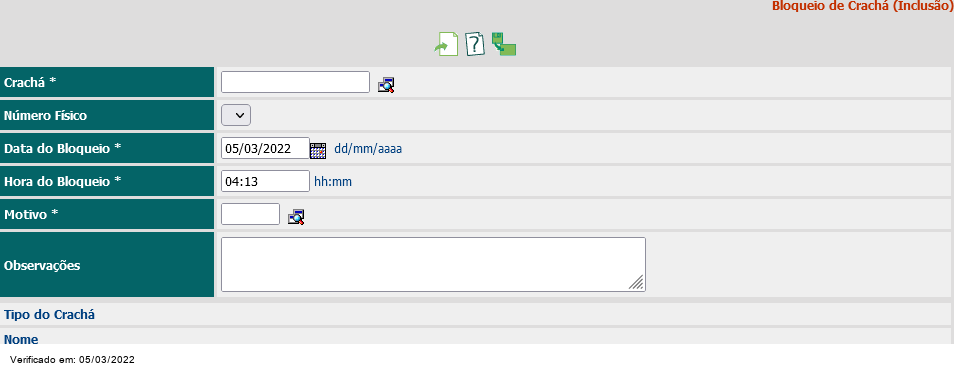 Bloqueio de Crachá (Inclusão)
Crachá *
Número Físico
Data do Bloqueio * 05/03/2022 dd/mm/aaaa
Hora do Bloqueio * 04:13 hh:mm
Motivo *
Observações
Tipo do Crachá
Nome
Verificado em: 05/03/2022